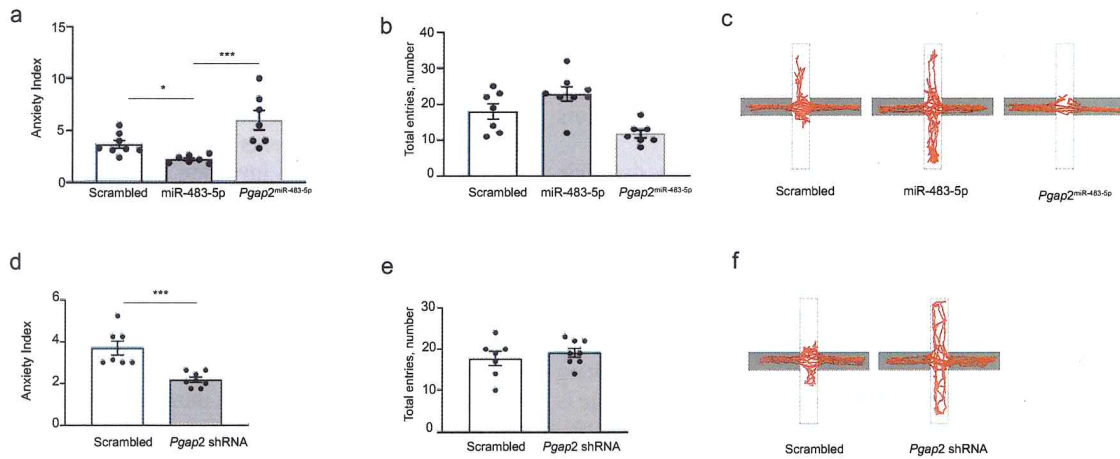 a
Anxiety Index
15
10
5
0
*
***
Scrambled
miR-483-5p
Pgap2miR-483-5p
b
Total entries, number
40
30
20
10
0
Scrambled
miR-483-5p
Pgap2miR-483-5p
c
Scrambled
miR-483-5p
Pgap2miR-483-5p
d
Anxiety Index
6
4
2
0
***
Scrambled
Pgap2 shRNA
e
Total entries, number
30
20
10
0
Scrambled
Pgap2 shRNA
f
Scrambled
Pgap2 shRNA